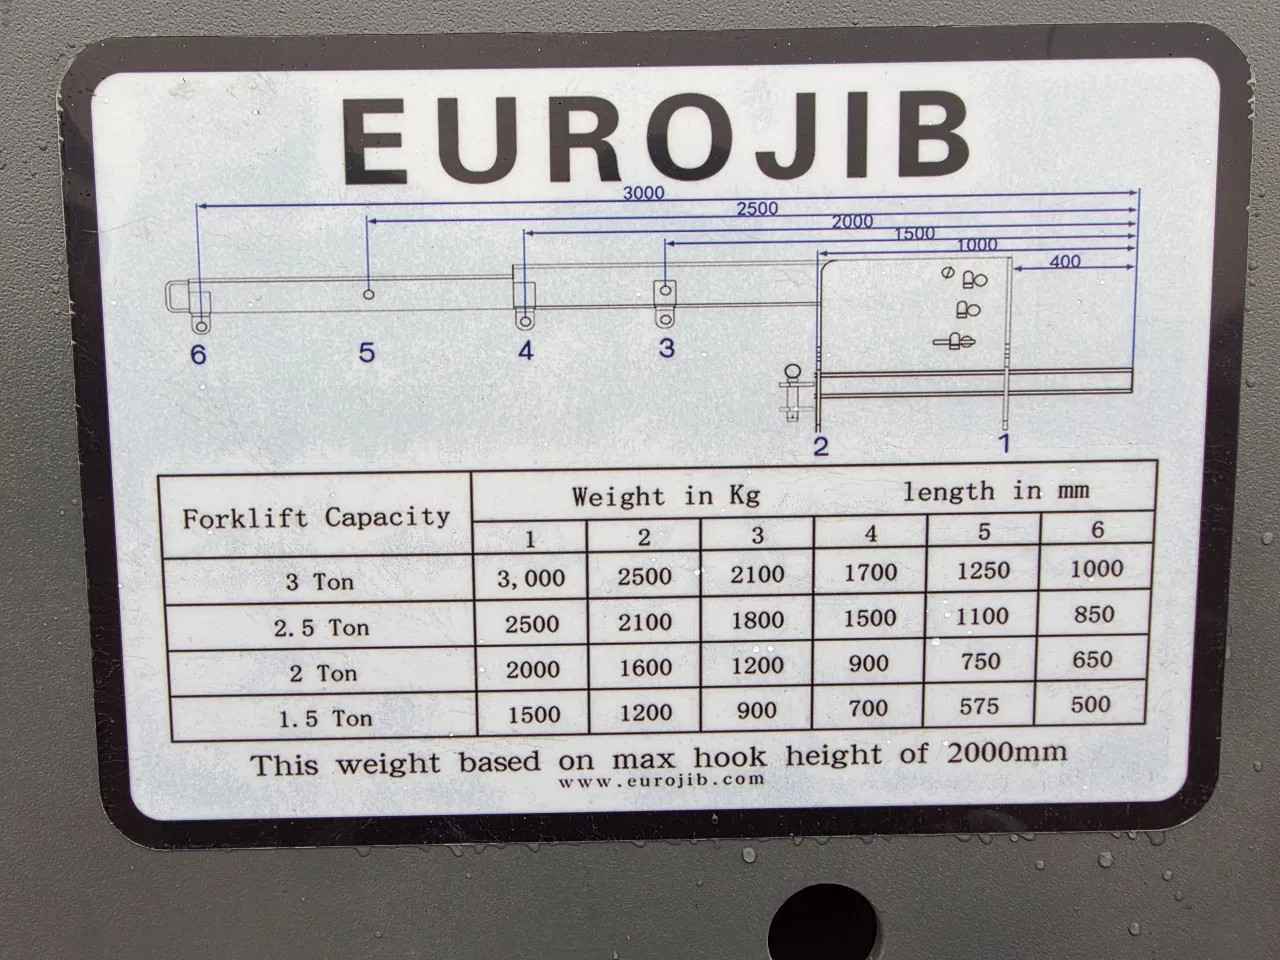 EUROJIB
3000
2500
2000
1500
1000
400
6 5 4 3
2 1
Forklift Capacity Weight in Kg length in mm
1 2 3 4 5 6
3 Ton 3,000 2500 2100 1700 1250 1000
2.5 Ton 2500 2100 1800 1500 1100 850
2 Ton 2000 1600 1200 900 750 650
1.5 Ton 1500 1200 900 700 575 500
This weight based on max hook height of 2000mm
www.eurojib.com